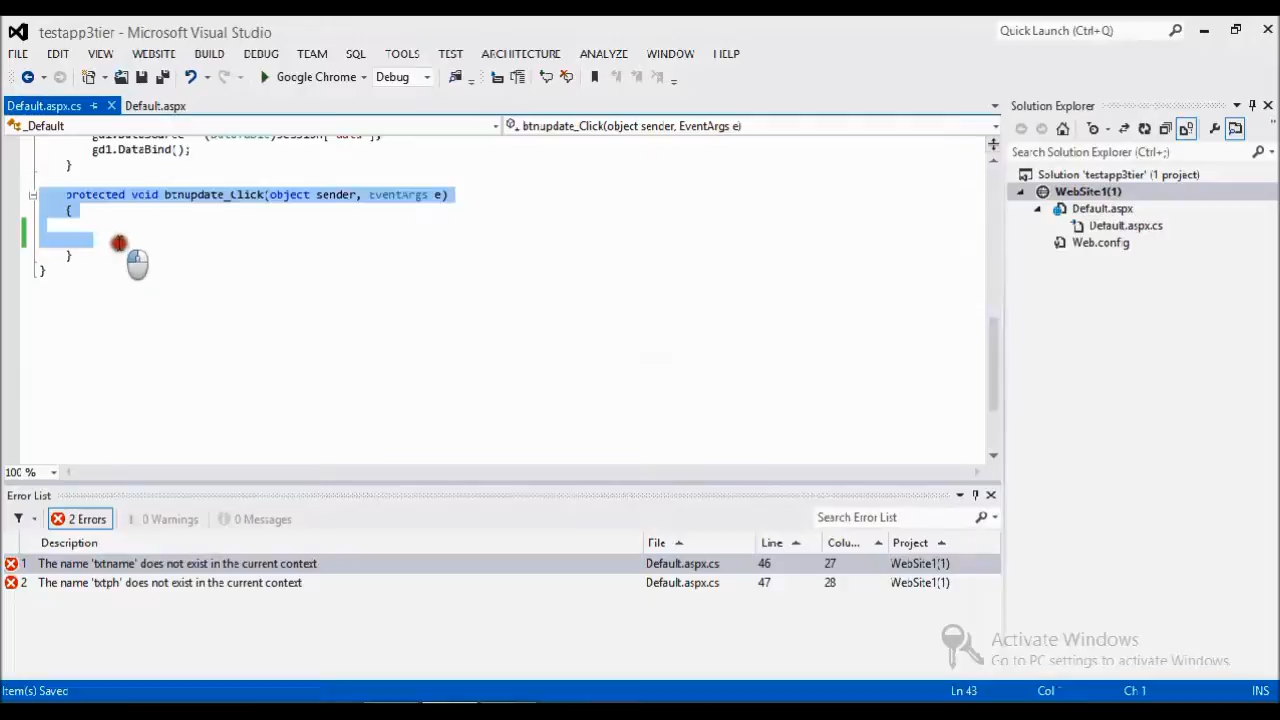 testapp3tier - Microsoft Visual Studio
Quick Launch (Ctrl+Q)
FILE EDIT VIEW WEBSITE BUILD DEBUG TEAM SQL TOOLS TEST ARCHITECTURE ANALYZE WINDOW HELP
Google Chrome Debug
Default.aspx.cs Default.aspx
_Default
btnupdate_Click(object sender, EventArgs e)
gd1.DataBind();
}
protected void btnupdate_Click(object sender, EventArgs e)
{
}
}
100 %
Solution Explorer
Search Solution Explorer (Ctrl+;)
Solution 'testapp3tier' (1 project)
WebSite1(1)
Default.aspx
Default.aspx.cs
Web.config
Error List
2 Errors 0 Warnings 0 Messages Search Error List
Description File Line Colu... Project
1 The name 'txtname' does not exist in the current context Default.aspx.cs 46 27 WebSite1(1)
2 The name 'txtph' does not exist in the current context Default.aspx.cs 47 28 WebSite1(1)
Activate Windows
Go to PC settings to activate Windows.
Item(s) Saved Ln 43 Col Ch 1 INS